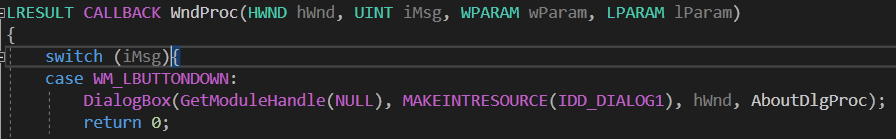 LRESULT CALLBACK WndProc(HWND hWnd, UINT iMsg, WPARAM wParam, LPARAM lParam)
{
switch (iMsg){
case WM_LBUTTONDOWN:
DialogBox(GetModuleHandle(NULL), MAKEINTRESOURCE(IDD_DIALOG1), hWnd, AboutDlgProc);
return 0;